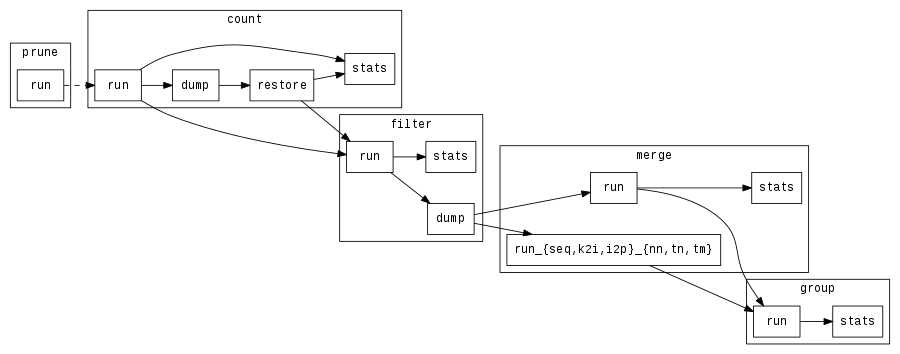 count
prune
run
run
dump
restore
stats
filter
run
stats
dump
merge
run
stats
run_{seq,k2i,i2p}_{nn,tn,tm}
group
run
stats